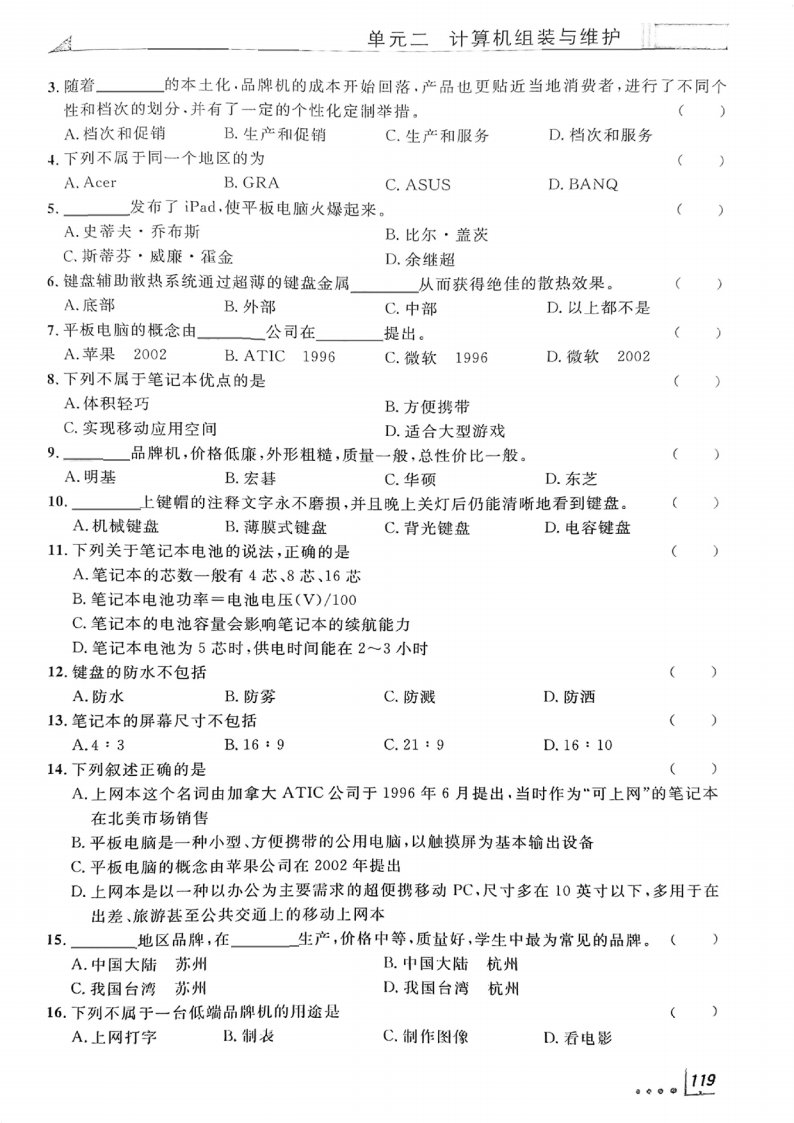 单元二 计算机组装与维护
3. 随着________的本土化,品牌机的成本开始回落,产品也更贴近当地消费者,进行了不同个
性和档次的划分,并有了一定的个性化定制举措。 ( )
A. 档次和促销 B. 生产和促销 C. 生产和服务 D. 档次和服务
4. 下列不属于同一个地区的为 ( )
A. Acer B. GRA C. ASUS D. BANQ
5. ________发布了 iPad,使平板电脑火爆起来。 ( )
A. 史蒂夫·乔布斯 B. 比尔·盖茨
C. 斯蒂芬·威廉·霍金 D. 余继超
6. 键盘辅助散热系统通过超薄的键盘金属________从而获得绝佳的散热效果。 ( )
A. 底部 B. 外部 C. 中部 D. 以上都不是
7. 平板电脑的概念由________公司在________提出。 ( )
A. 苹果 2002 B. ATIC 1996 C. 微软 1996 D. 微软 2002
8. 下列不属于笔记本优点的是 ( )
A. 体积轻巧 B. 方便携带
C. 实现移动应用空间 D. 适合大型游戏
9. ________品牌机,价格低廉,外形粗糙,质量一般,总性价比一般。 ( )
A. 明基 B. 宏碁 C. 华硕 D. 东芝
10. ________上键帽的注释文字永不磨损,并且晚上关灯后仍能清晰地看到键盘。 ( )
A. 机械键盘 B. 薄膜式键盘 C. 背光键盘 D. 电容键盘
11. 下列关于笔记本电池的说法,正确的是 ( )
A. 笔记本的芯数一般有 4 芯、8 芯、16 芯
B. 笔记本电池功率=电池电压(V)/100
C. 笔记本的电池容量会影响笔记本的续航能力
D. 笔记本电池为 5 芯时,供电时间能在 2～3 小时
12. 键盘的防水不包括 ( )
A. 防水 B. 防雾 C. 防溅 D. 防洒
13. 笔记本的屏幕尺寸不包括 ( )
A. 4∶3 B. 16∶9 C. 21∶9 D. 16∶10
14. 下列叙述正确的是 ( )
A. 上网本这个名词由加拿大 ATIC 公司于 1996 年 6 月提出,当时作为“可上网”的笔记本
在北美市场销售
B. 平板电脑是一种小型、方便携带的公用电脑,以触摸屏为基本输出设备
C. 平板电脑的概念由苹果公司在 2002 年提出
D. 上网本是以一种以办公为主要需求的超便携移动 PC,尺寸多在 10 英寸以下,多用于在
出差、旅游甚至公共交通上的移动上网本
15. ________地区品牌,在________生产,价格中等,质量好,学生中最为常见的品牌。 ( )
A. 中国大陆 苏州 B. 中国大陆 杭州
C. 我国台湾 苏州 D. 我国台湾 杭州
16. 下列不属于一台低端品牌机的用途是 ( )
A. 上网打字 B. 制表 C. 制作图像 D. 看电影
119